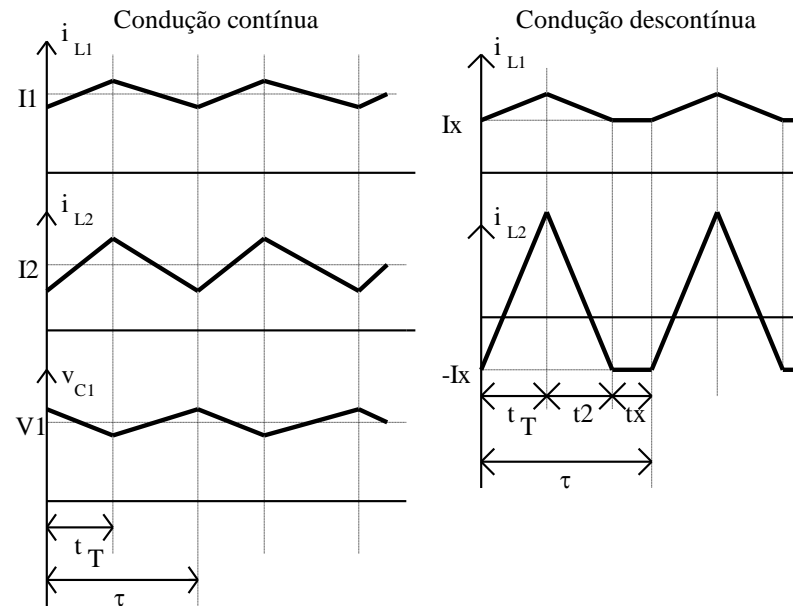 Condução contínua
i L1
I1
i L2
I2
v C1
V1
t T
τ
Condução descontínua
i L1
Ix
i L2
-Ix
t T t2 tx
τ